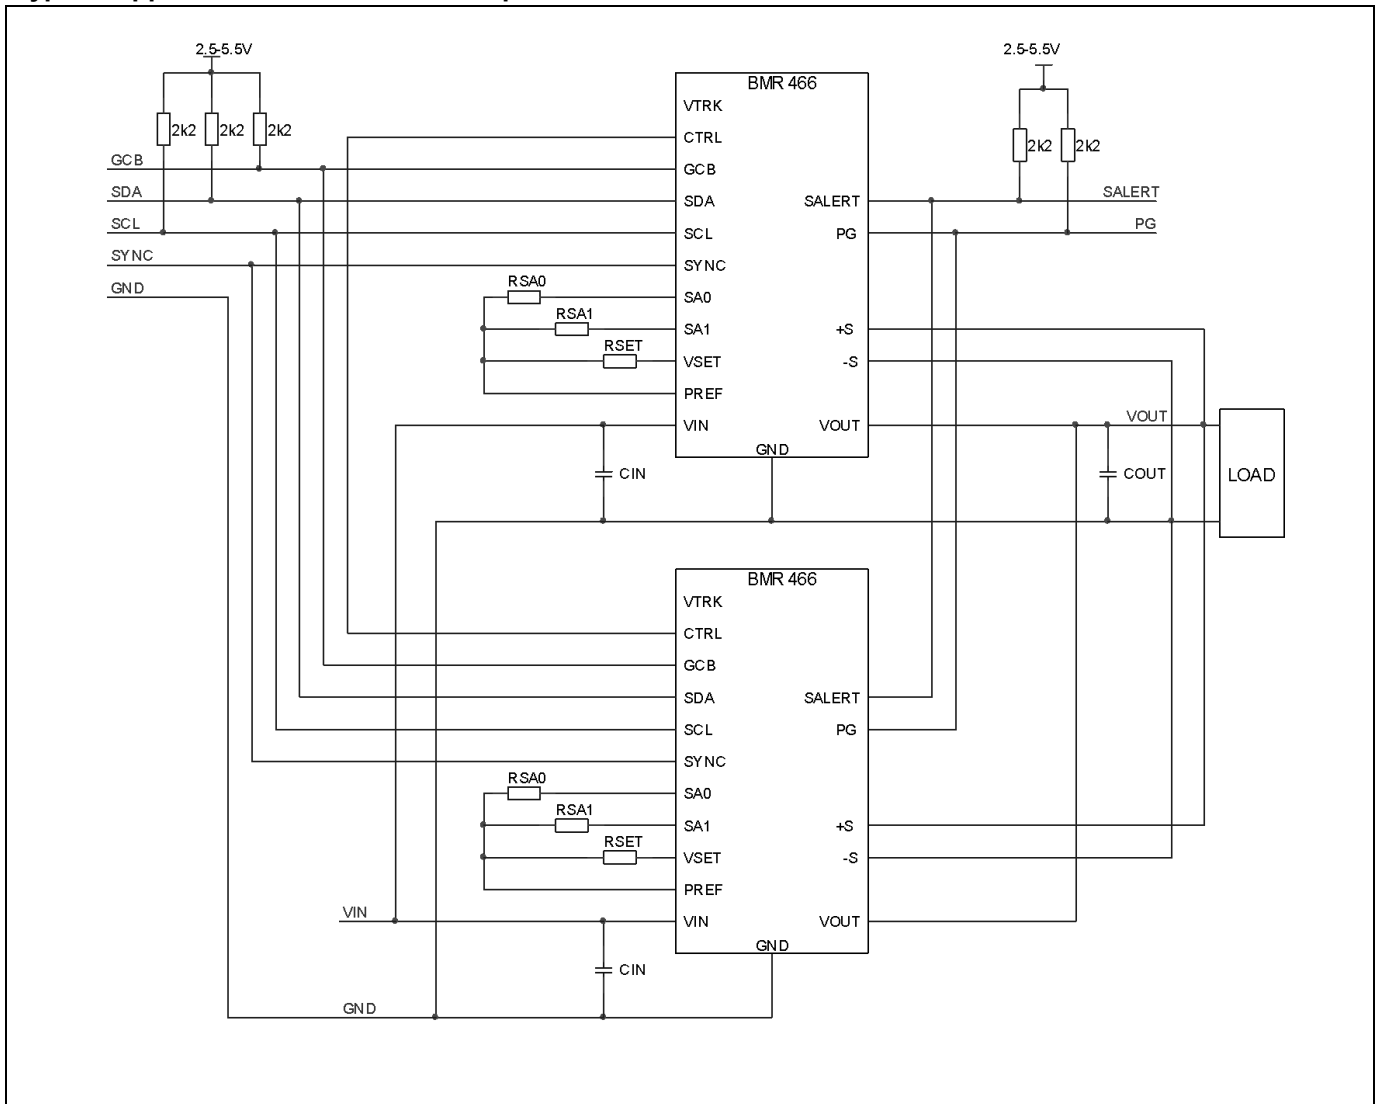 2.5-5.5V
2.5-5.5V
2k2
2k2
2k2
2k2
2k2
GCB
SDA
SCL
SYNC
GND
BMR 466
VTRK
CTRL
GCB
SDA
SCL
SYNC
SA0
SA1
VSET
PREF
VIN
GND
SALERT
PG
+S
-S
VOUT
SALERT
PG
RSA0
RSA1
RSET
CIN
VOUT
COUT
LOAD
BMR 466
VTRK
CTRL
GCB
SDA
SCL
SYNC
SA0
SA1
VSET
PREF
VIN
GND
SALERT
PG
+S
-S
VOUT
RSA0
RSA1
RSET
VIN
CIN
GND